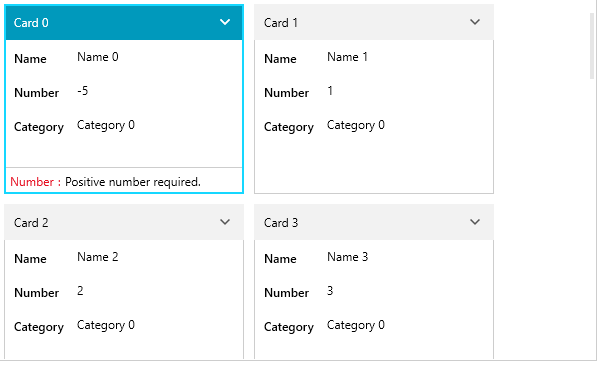 Card 0
Name Name 0
Number -5
Category Category 0
Number : Positive number required.
Card 1
Name Name 1
Number 1
Category Category 0
Card 2
Name Name 2
Number 2
Category Category 0
Card 3
Name Name 3
Number 3
Category Category 0